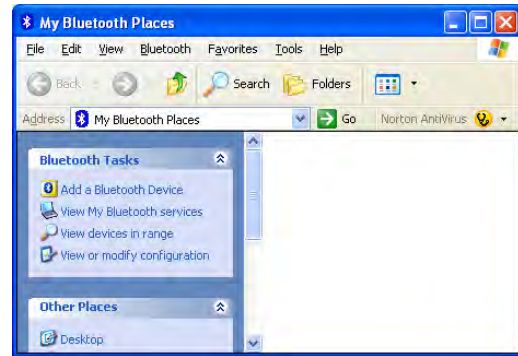 My Bluetooth Places
File Edit View Bluetooth Favorites Tools Help
Back Search Folders
Address My Bluetooth Places Go Norton AntiVirus
Bluetooth Tasks
Add a Bluetooth Device
View My Bluetooth services
View devices in range
View or modify configuration
Other Places
Desktop